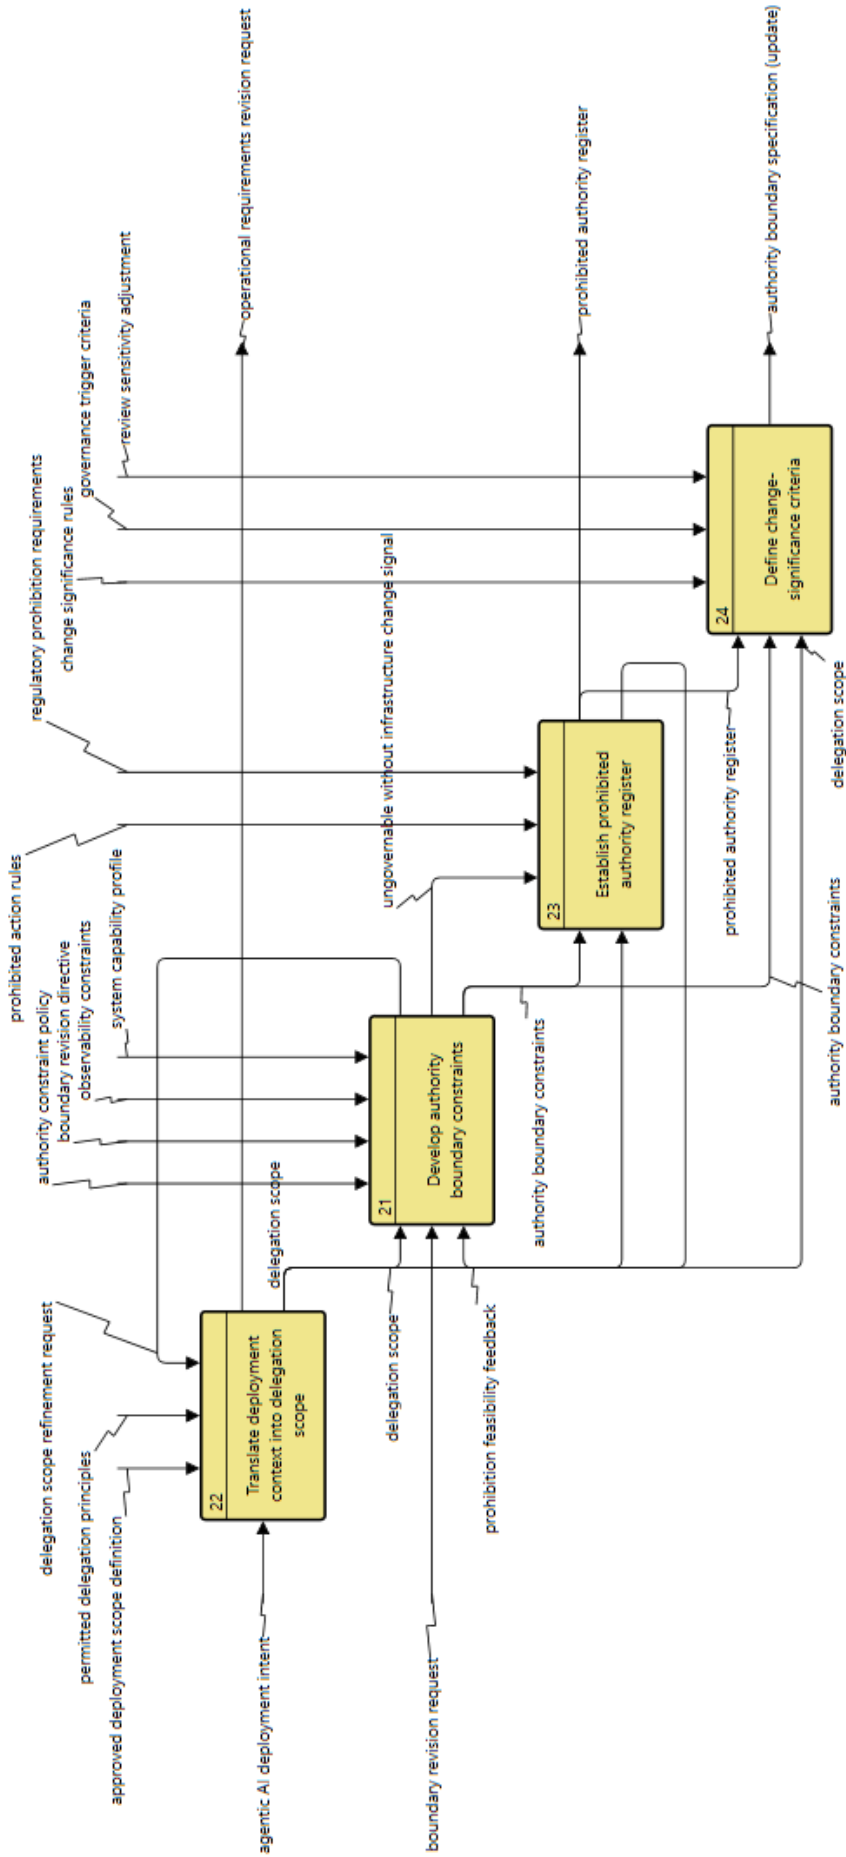 delegation scope refinement request
permitted delegation principles
approved deployment scope definition
agentic AI deployment intent
22
Translate deployment
context into delegation
scope
operational requirements revision request
delegation scope
authority constraint policy
boundary revision directive
observability constraints
system capability profile
delegation scope
boundary revision request
prohibition feasibility feedback
21
Develop authority
boundary constraints
ungovernable without infrastructure change signal
authority boundary constraints
prohibited action rules
regulatory prohibition requirements
23
Establish prohibited
authority register
prohibited authority register
prohibited authority register
change significance rules
governance trigger criteria
review sensitivity adjustment
authority boundary constraints
delegation scope
24
Define change-
significance criteria
authority boundary specification (update)